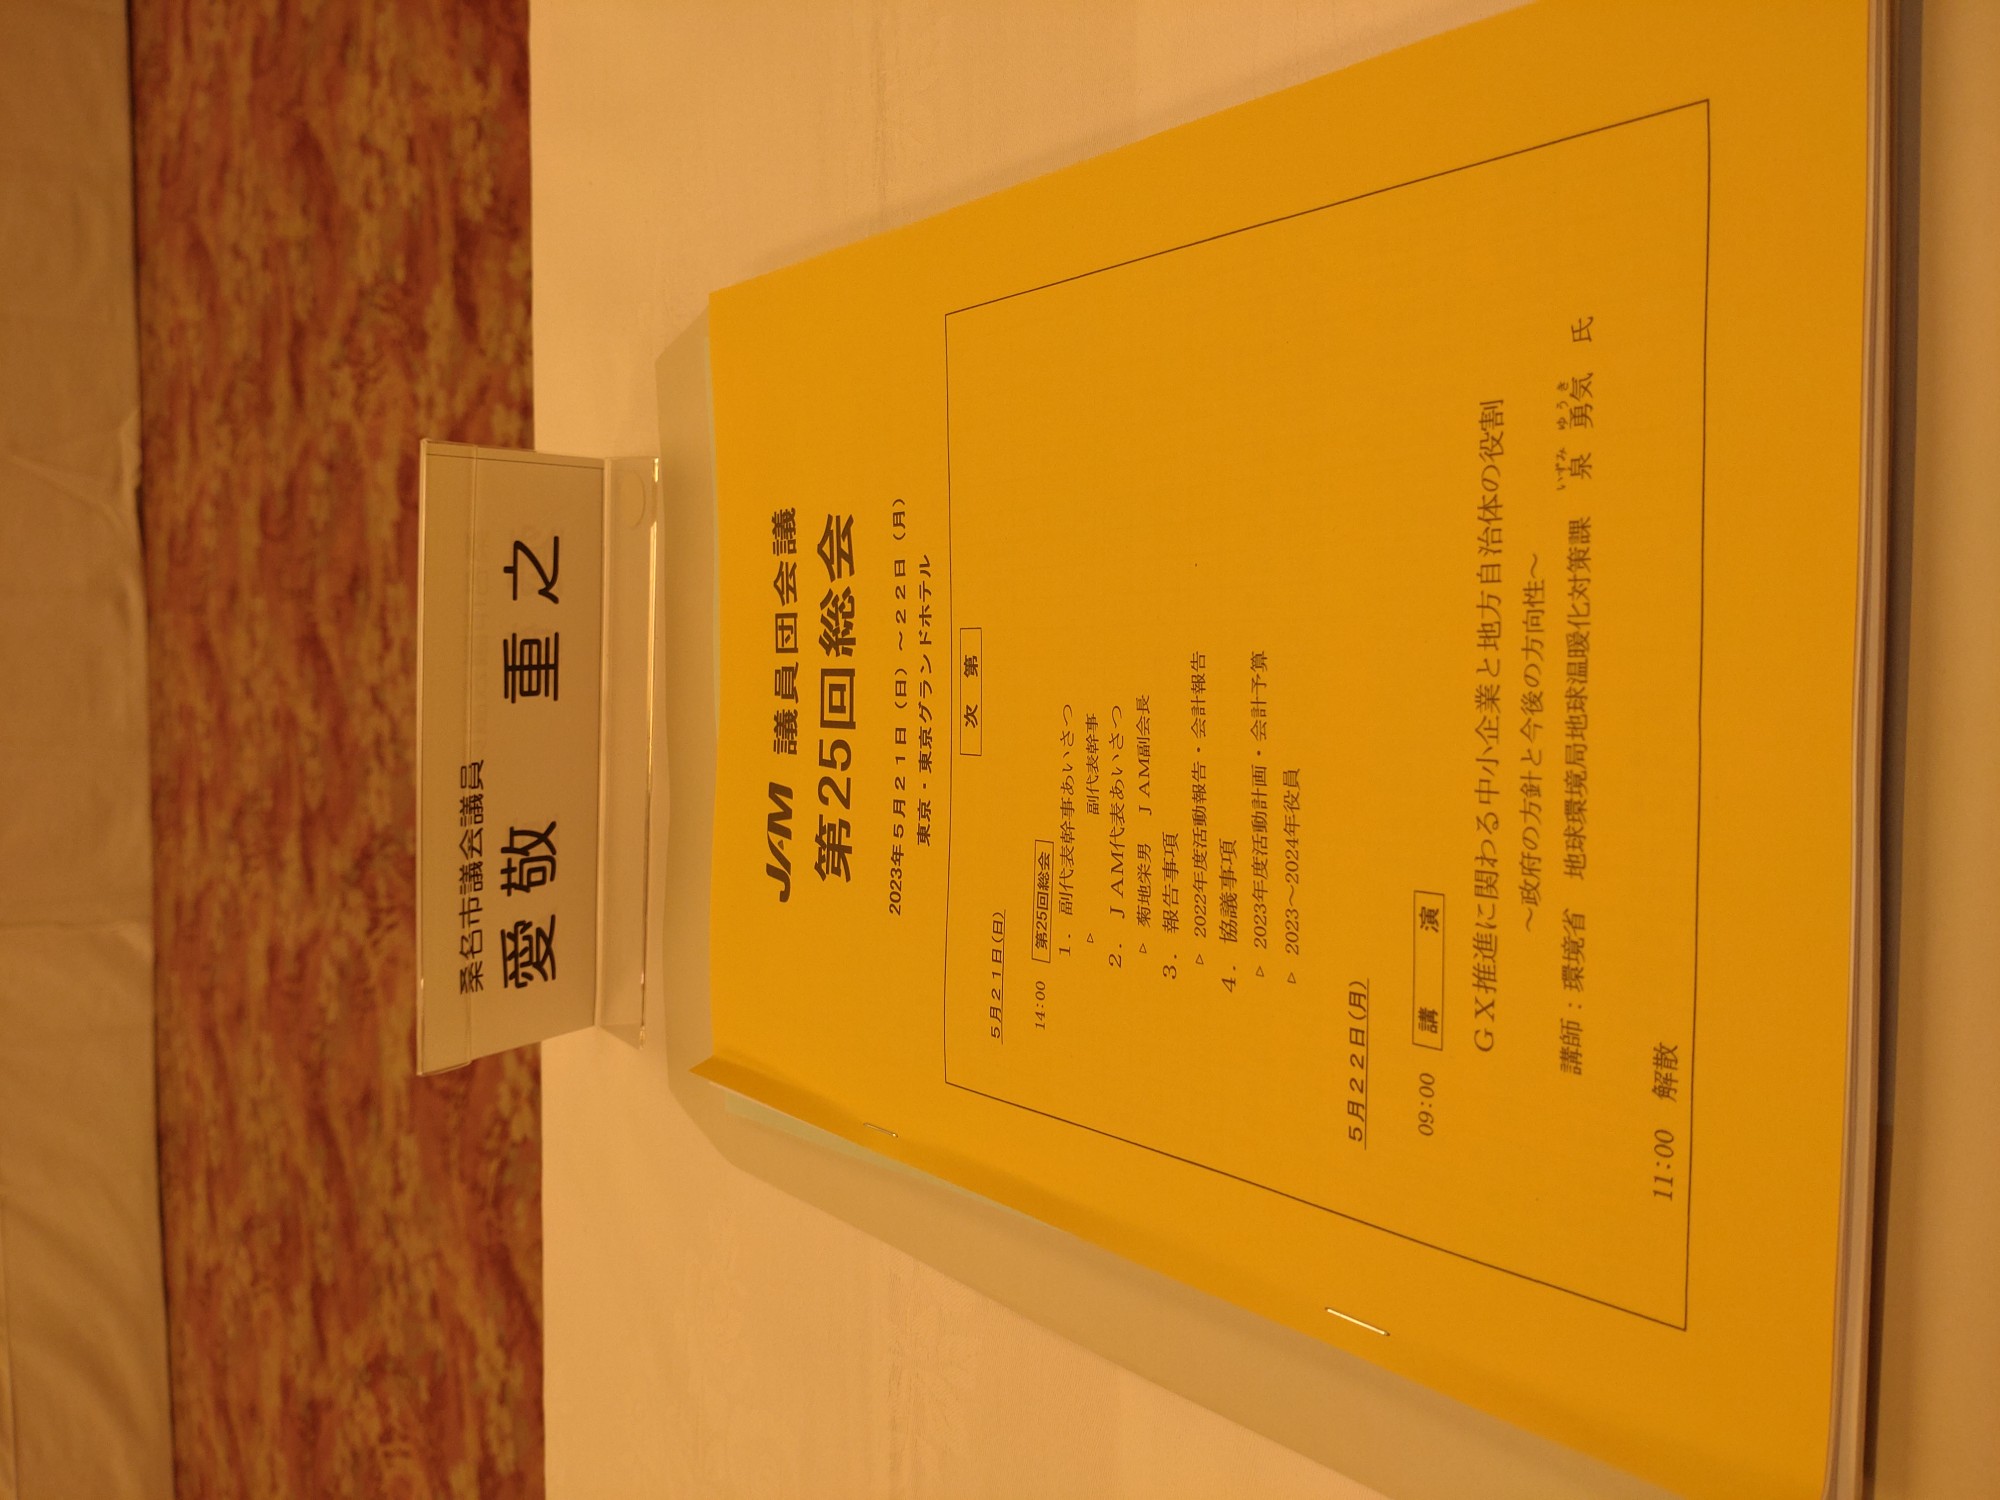 桑名市議会議員
愛敬 重之
JAM 議員団会議
第25回総会
2023年5月21日（日）～22日（月）
東京・東京グランドホテル
次 第
5月21日(日)
14:00 第25回総会
1．副代表幹事あいさつ
▷ 副代表幹事
2．JAM代表あいさつ
▷ 菊地栄男 JAM副会長
3．報告事項
▷ 2022年度活動報告・会計報告
4．協議事項
▷ 2023年度活動計画・会計予算
▷ 2023～2024年役員
5月22日(月)
09:00 講 演
GX推進に関わる中小企業と地方自治体の役割
～政府の方針と今後の方向性～
いずみ ゆうき
講師：環境省 地球環境局地球温暖化対策課 泉 勇気 氏
11:00 解散